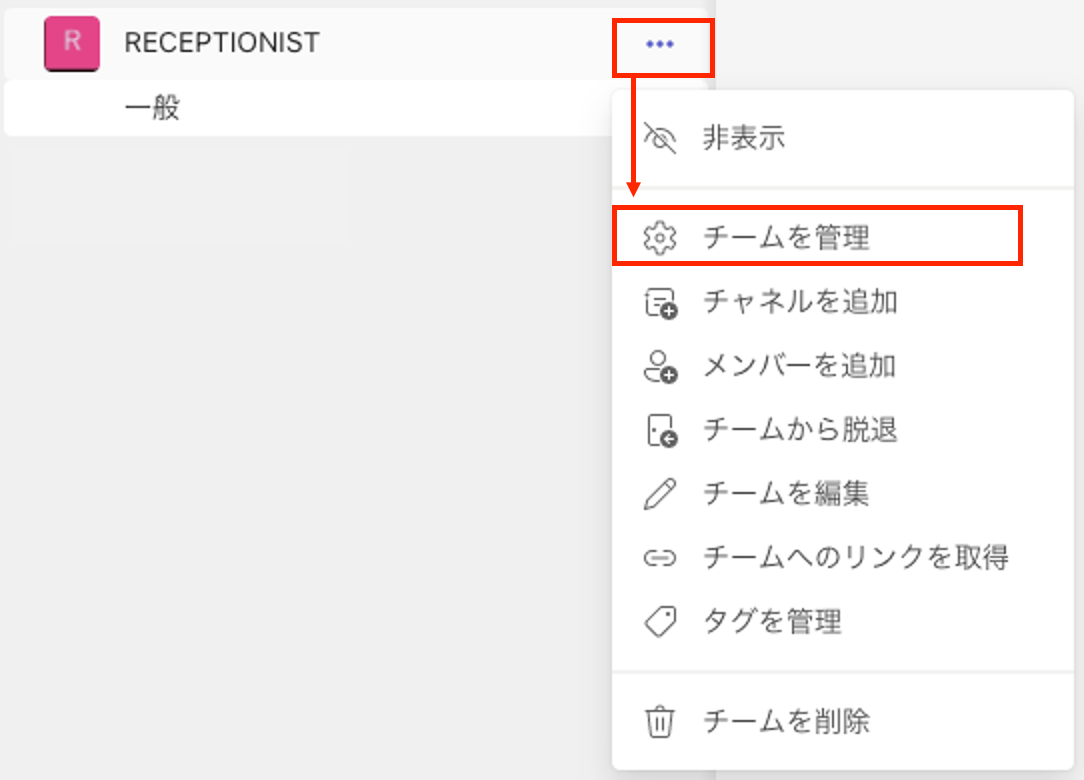 R RECEPTIONIST
一般
非表示
チームを管理
チャネルを追加
メンバーを追加
チームから脱退
チームを編集
チームへのリンクを取得
タグを管理
チームを削除